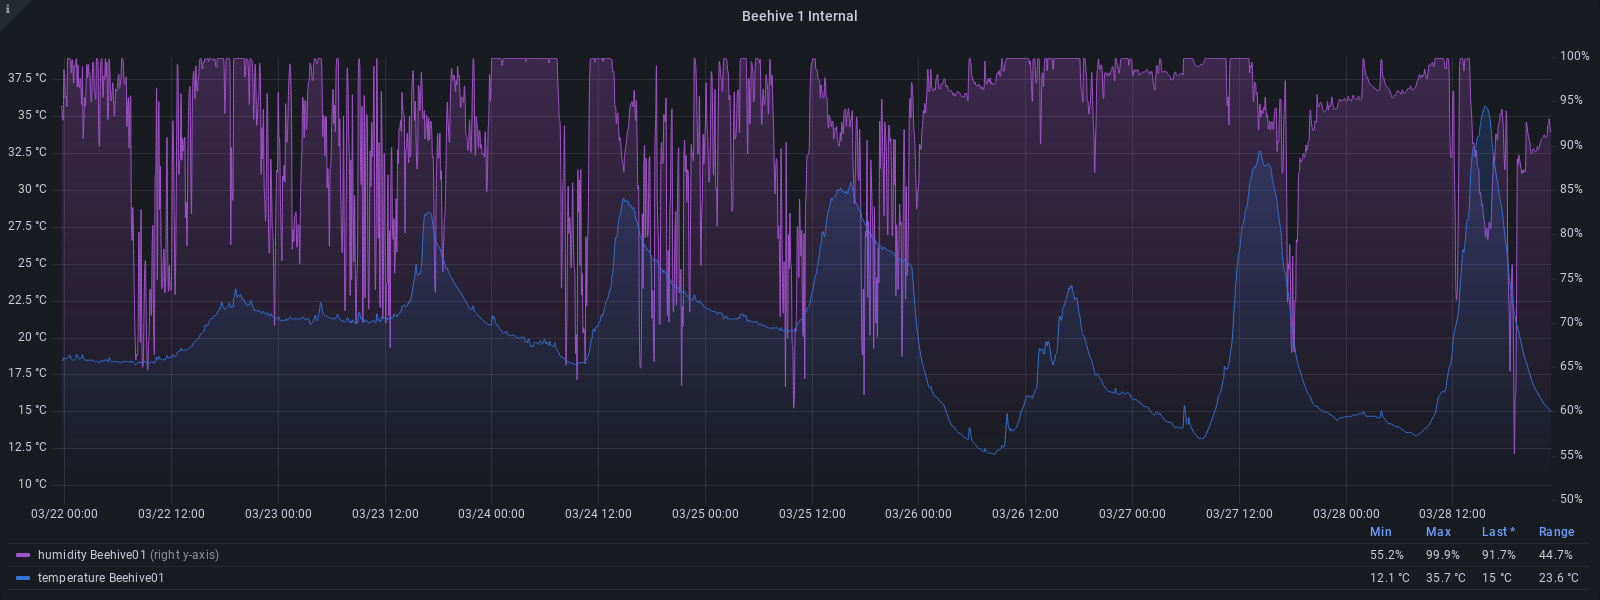 i
Beehive 1 Internal
37.5 °C
35 °C
32.5 °C
30 °C
27.5 °C
25 °C
22.5 °C
20 °C
17.5 °C
15 °C
12.5 °C
10 °C
100%
95%
90%
85%
80%
75%
70%
65%
60%
55%
50%
03/22 00:00 03/22 12:00 03/23 00:00 03/23 12:00 03/24 00:00 03/24 12:00 03/25 00:00 03/25 12:00 03/26 00:00 03/26 12:00 03/27 00:00 03/27 12:00 03/28 00:00 03/28 12:00
Min Max Last * Range
humidity Beehive01 (right y-axis) 55.2% 99.9% 91.7% 44.7%
temperature Beehive01 12.1 °C 35.7 °C 15 °C 23.6 °C